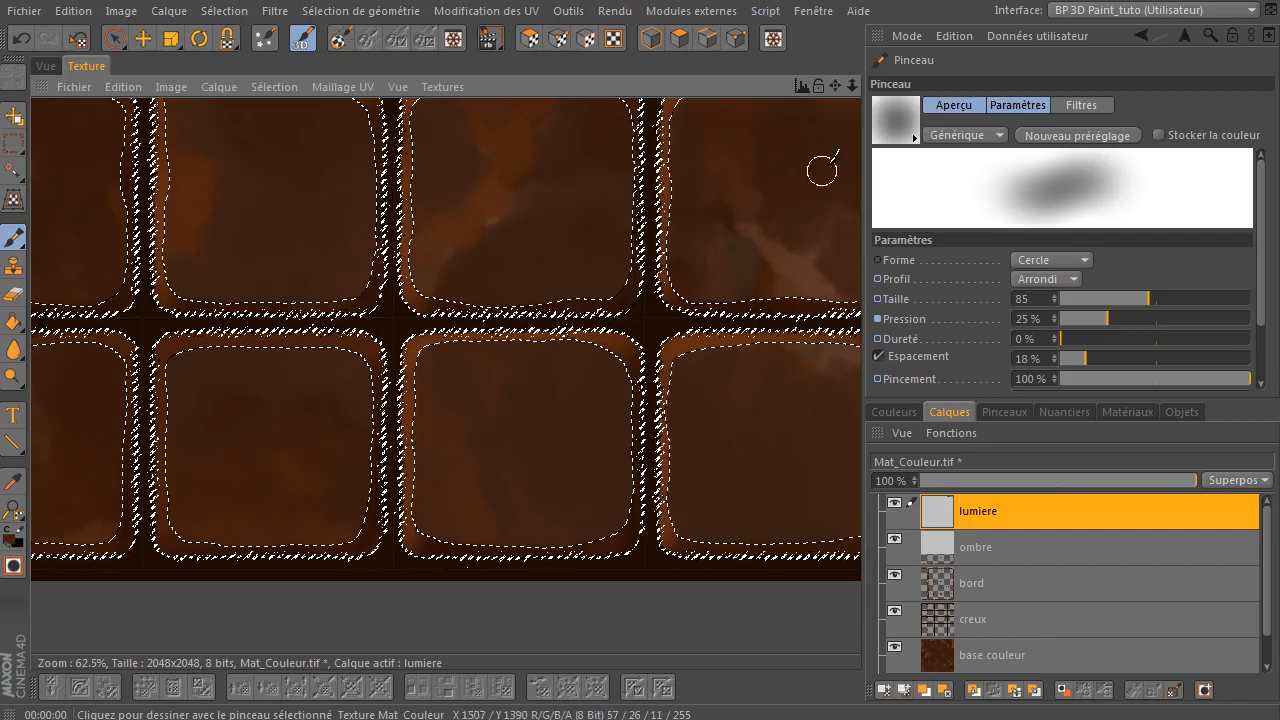 Fichier Edition Image Calque Sélection Filtre Sélection de géométrie Modification des UV Outils Rendu Modules externes Script Fenêtre Aide Interface: BP 3D Paint_tuto (Utilisateur)
Mode Edition Données utilisateur
Vue Texture
Pinceau
Fichier Edition Image Calque Sélection Maillage UV Vue Textures
Pinceau
Aperçu Paramètres Filtres
Générique Nouveau préréglage Stocker la couleur
Paramètres
Forme Cercle
Profil Arrondi
Taille 85
Pression 25 %
Dureté 0 %
Espacement 18 %
Pincement 100 %
Couleurs Calques Pinceaux Nuanciers Matériaux Objets
Vue Fonctions
Mat_Couleur.tif *
100 % Superpos
lumiere
ombre
bord
creux
base couleur
Zoom : 62.5%, Taille : 2048x2048, 8 bits, Mat_Couleur.tif *, Calque actif : lumiere
MAXON CINEMA 4D
00:00:00 Cliquez pour dessiner avec le pinceau sélectionné Texture Mat_Couleur X 1507 / Y 1390 R/G/B/A (8 Bit) 57 / 26 / 11 / 255